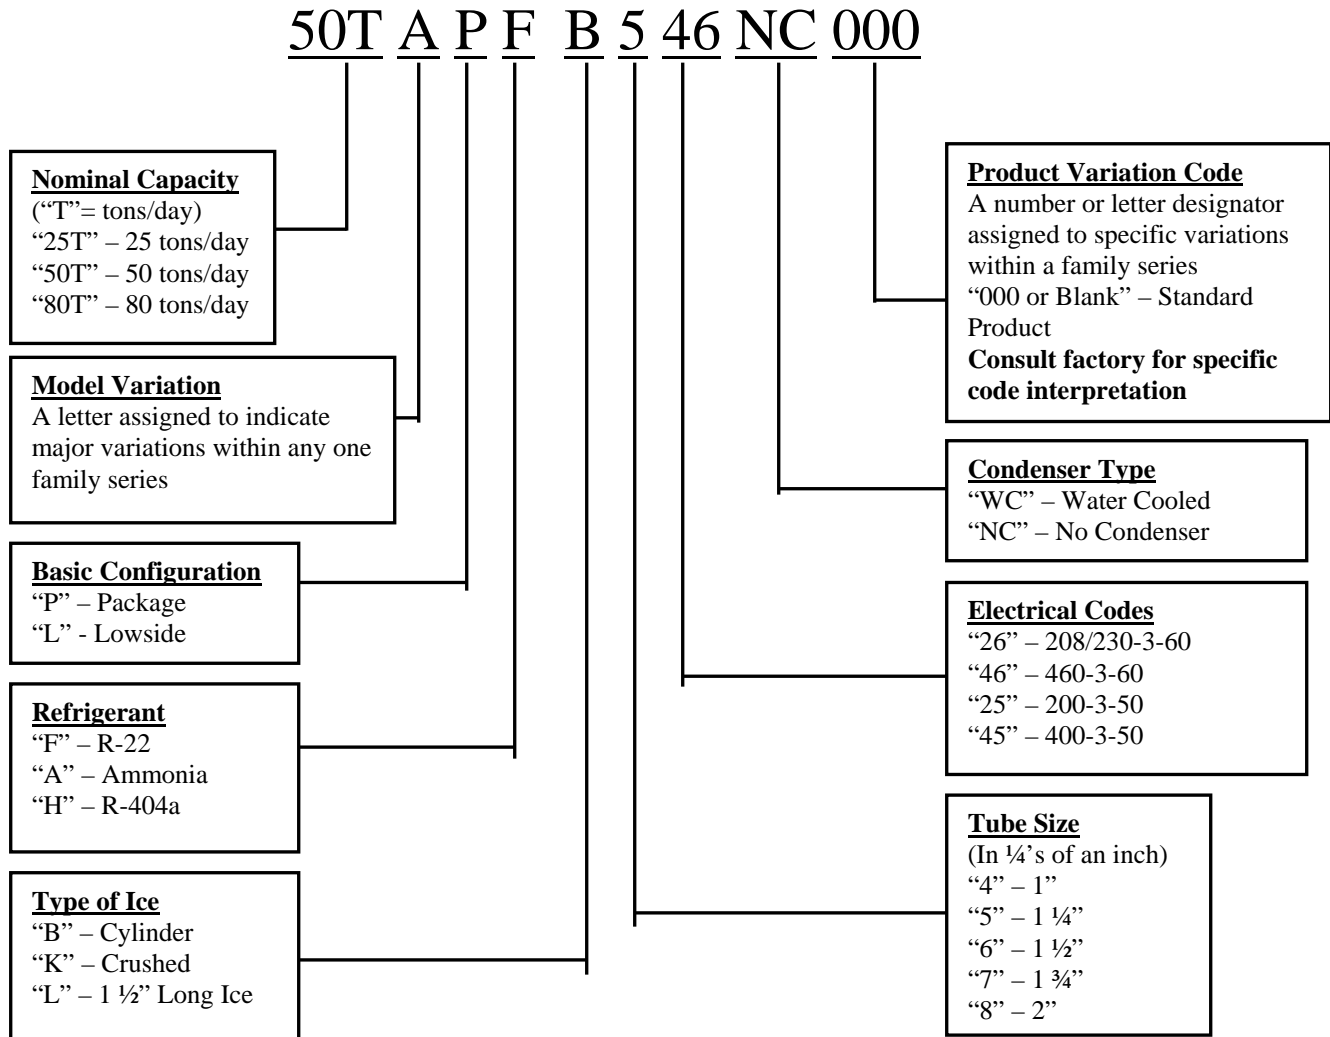 50T A P F B 5 46 NC 000
Nominal Capacity
(“T”= tons/day)
“25T” – 25 tons/day
“50T” – 50 tons/day
“80T” – 80 tons/day
Model Variation
A letter assigned to indicate
major variations within any one
family series
Basic Configuration
“P” – Package
“L” - Lowside
Refrigerant
“F” – R-22
“A” – Ammonia
“H” – R-404a
Type of Ice
“B” – Cylinder
“K” – Crushed
“L” – 1 ½” Long Ice
Product Variation Code
A number or letter designator
assigned to specific variations
within a family series
“000 or Blank” – Standard
Product
Consult factory for specific
code interpretation
Condenser Type
“WC” – Water Cooled
“NC” – No Condenser
Electrical Codes
“26” – 208/230-3-60
“46” – 460-3-60
“25” – 200-3-50
“45” – 400-3-50
Tube Size
(In ¼’s of an inch)
“4” – 1”
“5” – 1 ¼”
“6” – 1 ½”
“7” – 1 ¾”
“8” – 2”